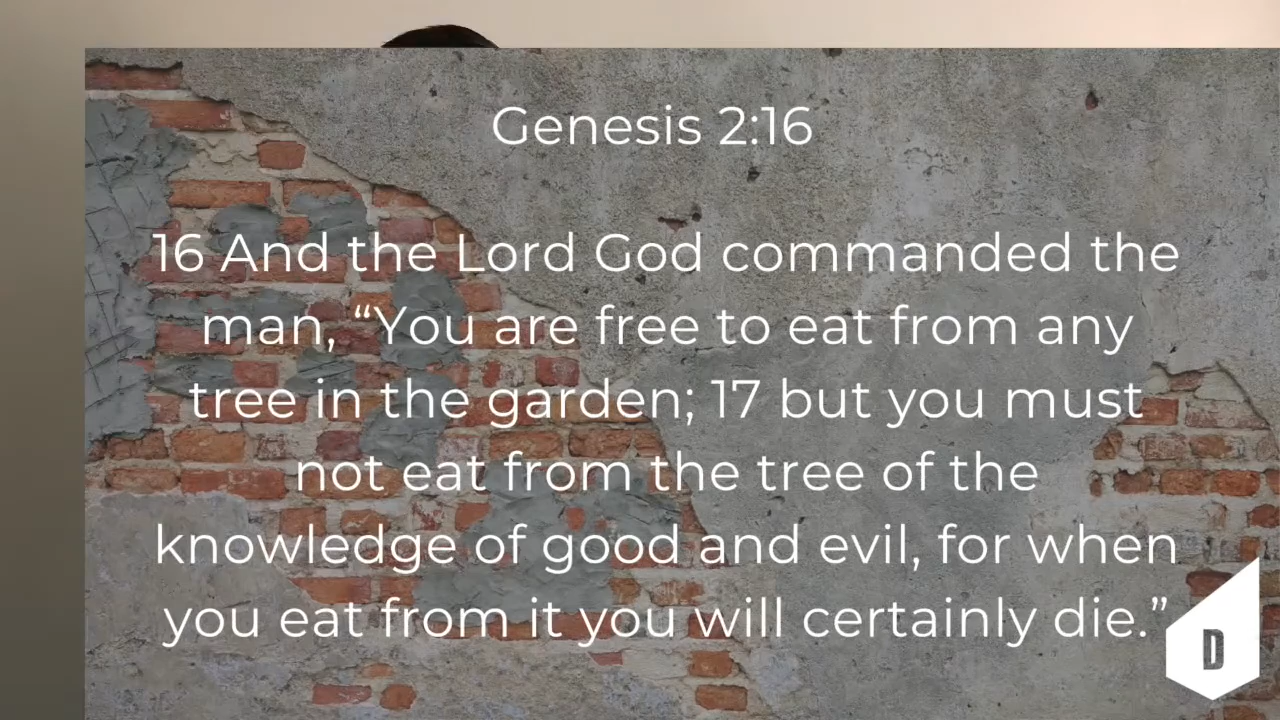 Genesis 2:16
16 And the Lord God commanded the
man, “You are free to eat from any
tree in the garden; 17 but you must
not eat from the tree of the
knowledge of good and evil, for when
you eat from it you will certainly die.”
D